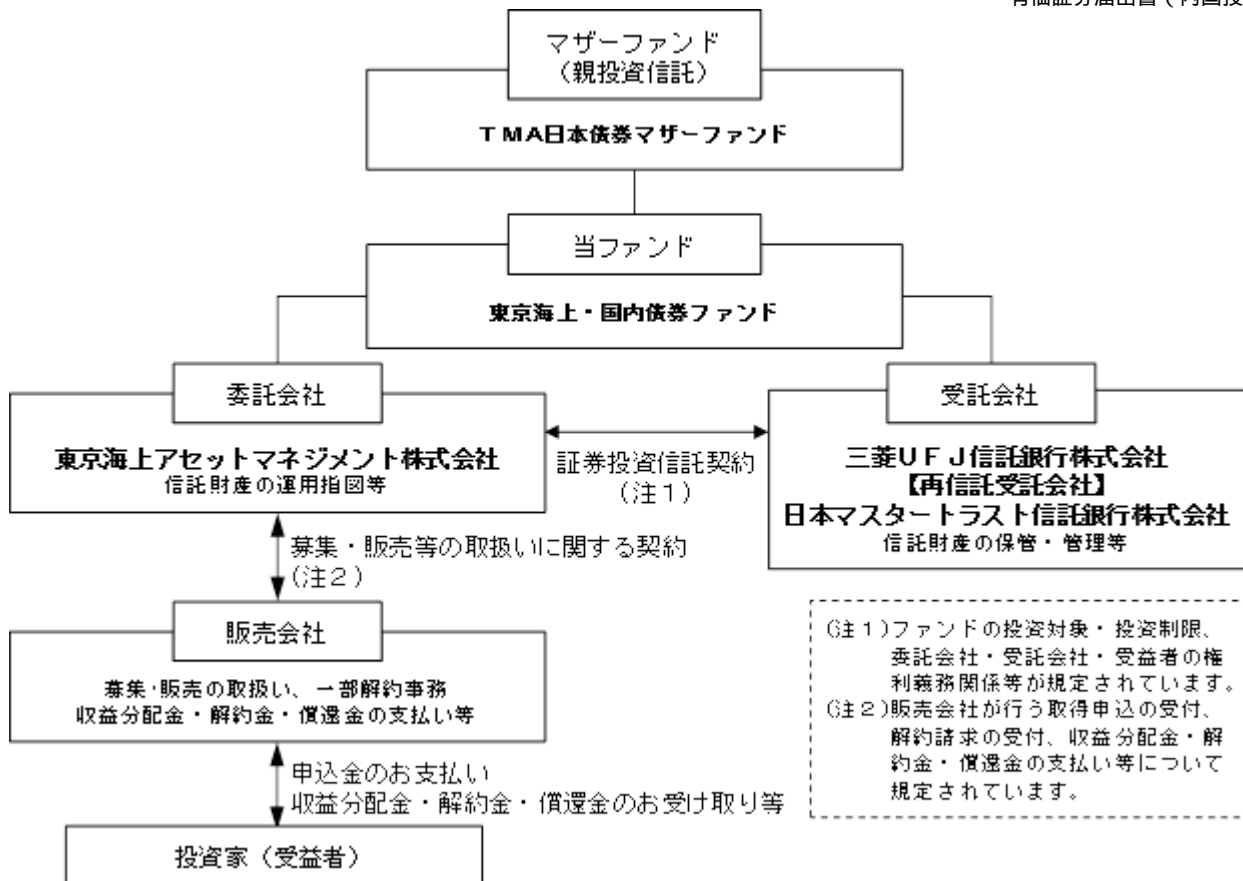 マザーファンド
(親投資信託)
TMA日本債券マザーファンド
当ファンド
東京海上・国内債券ファンド
委託会社
東京海上アセットマネジメント株式会社
信託財産の運用指図等
証券投資信託契約
(注1)
受託会社
三菱UFJ信託銀行株式会社
【再信託受託会社】
日本マスタートラスト信託銀行株式会社
信託財産の保管・管理等
募集・販売等の取扱いに関する契約
(注2)
販売会社
募集・販売の取扱い、一部解約事務
収益分配金・解約金・償還金の支払い等
(注1)ファンドの投資対象・投資制限、
委託会社・受託会社・受益者の権
利義務関係等が規定されています。
(注2)販売会社が行う取得申込の受付、
解約請求の受付、収益分配金・解
約金・償還金の支払い等について
規定されています。
申込金のお支払い
収益分配金・解約金・償還金のお受け取り等
投資家(受益者)